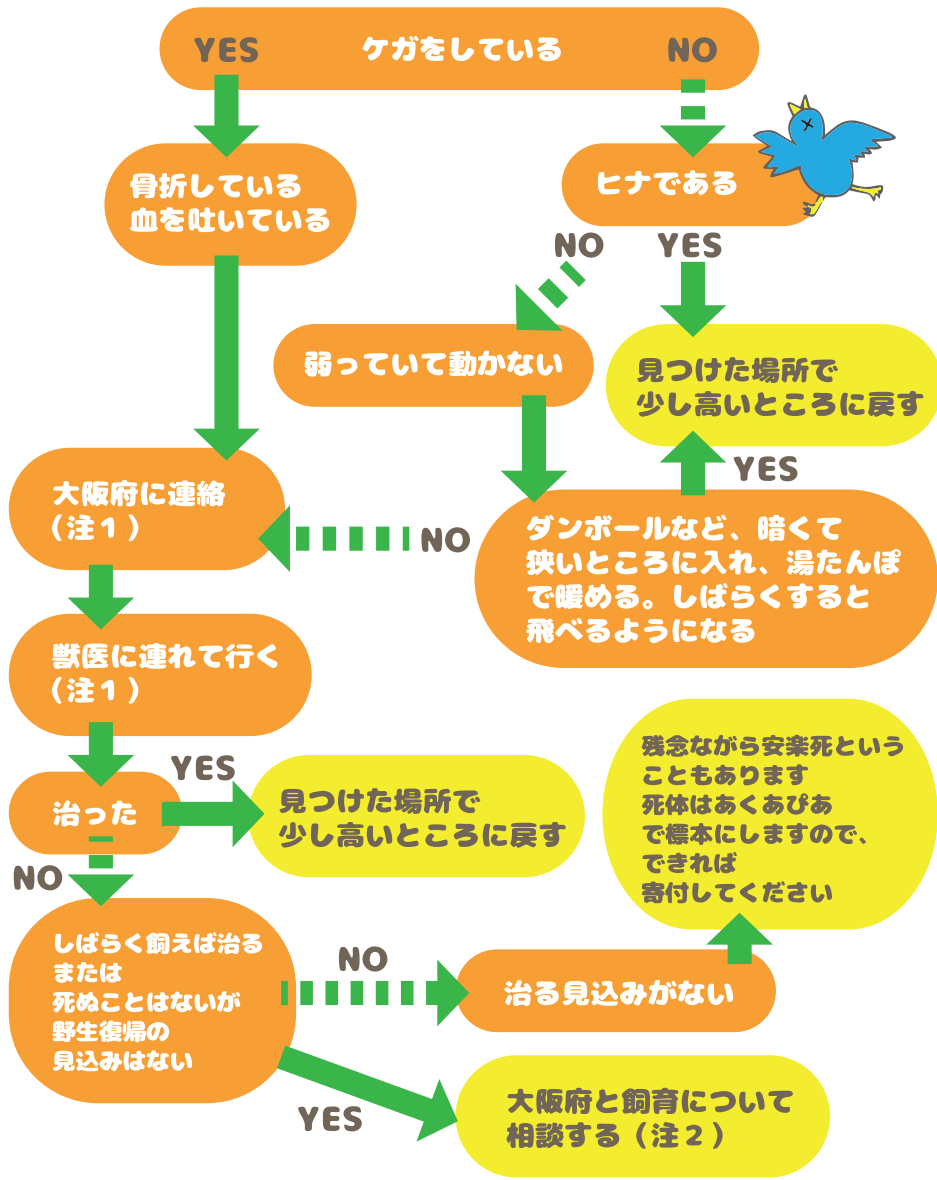 YES
ケガをしている
NO
骨折している
血を吐いている
ヒナである
NO
YES
弱っていて動かない
見つけた場所で
少し高いところに戻す
YES
大阪府に連絡
（注１）
NO
ダンボールなど、暗くて
狭いところに入れ、湯たんぽ
で暖める。しばらくすると
飛べるようになる
獣医に連れて行く
（注１）
治った
YES
見つけた場所で
少し高いところに戻す
残念ながら安楽死という
こともあります
死体はあくあぴあ
で標本にしますので、
できれば
寄付してください
NO
しばらく飼えば治る
または
死ぬことはないが
野生復帰の
見込みはない
NO
治る見込みがない
YES
大阪府と飼育について
相談する（注２）